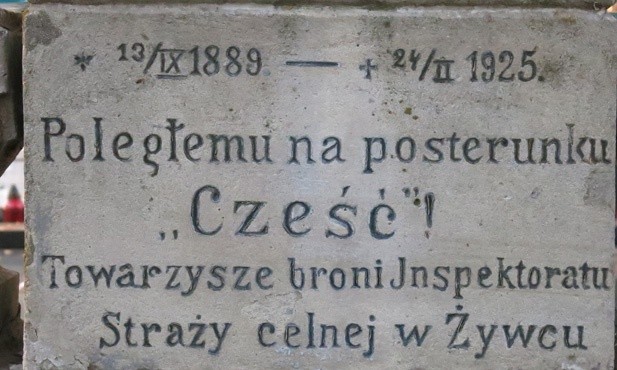 * 13/IX 1889. — + 24/II 1925.
Poległemu na posterunku
„Cześć"!
Towarzysze broni Jnspektoratu
Straży celnej w Żywcu